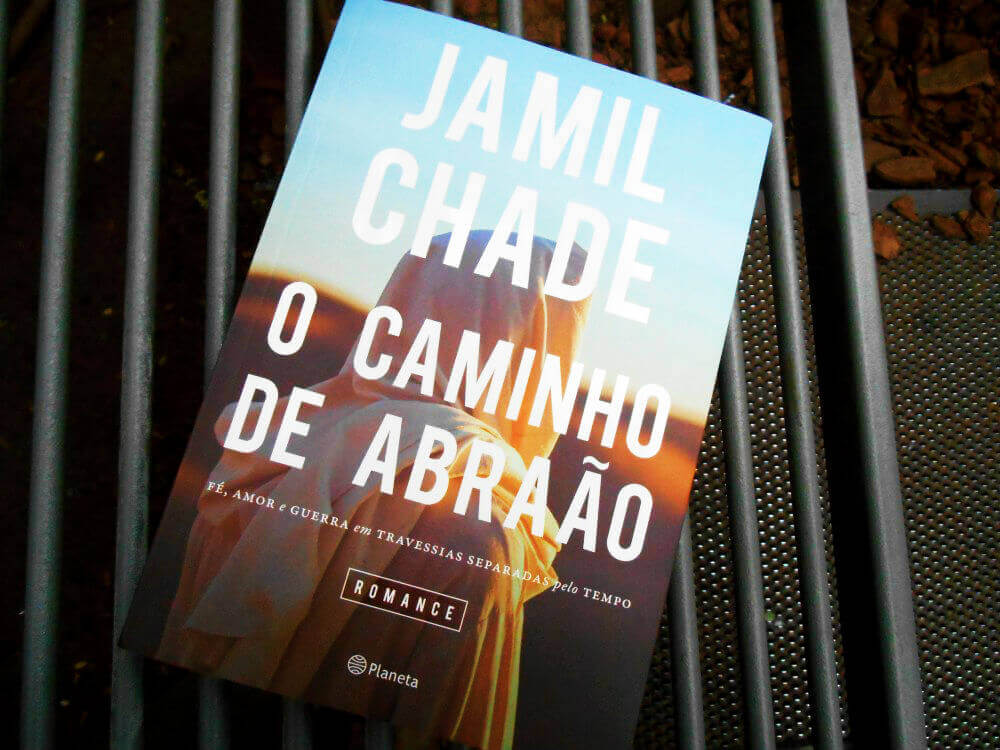 JAMIL
CHADE
O CAMINHO
DE ABRAÃO
FÉ, AMOR e GUERRA em TRAVESSIAS SEPARADAS pelo TEMPO
ROMANCE
Planeta